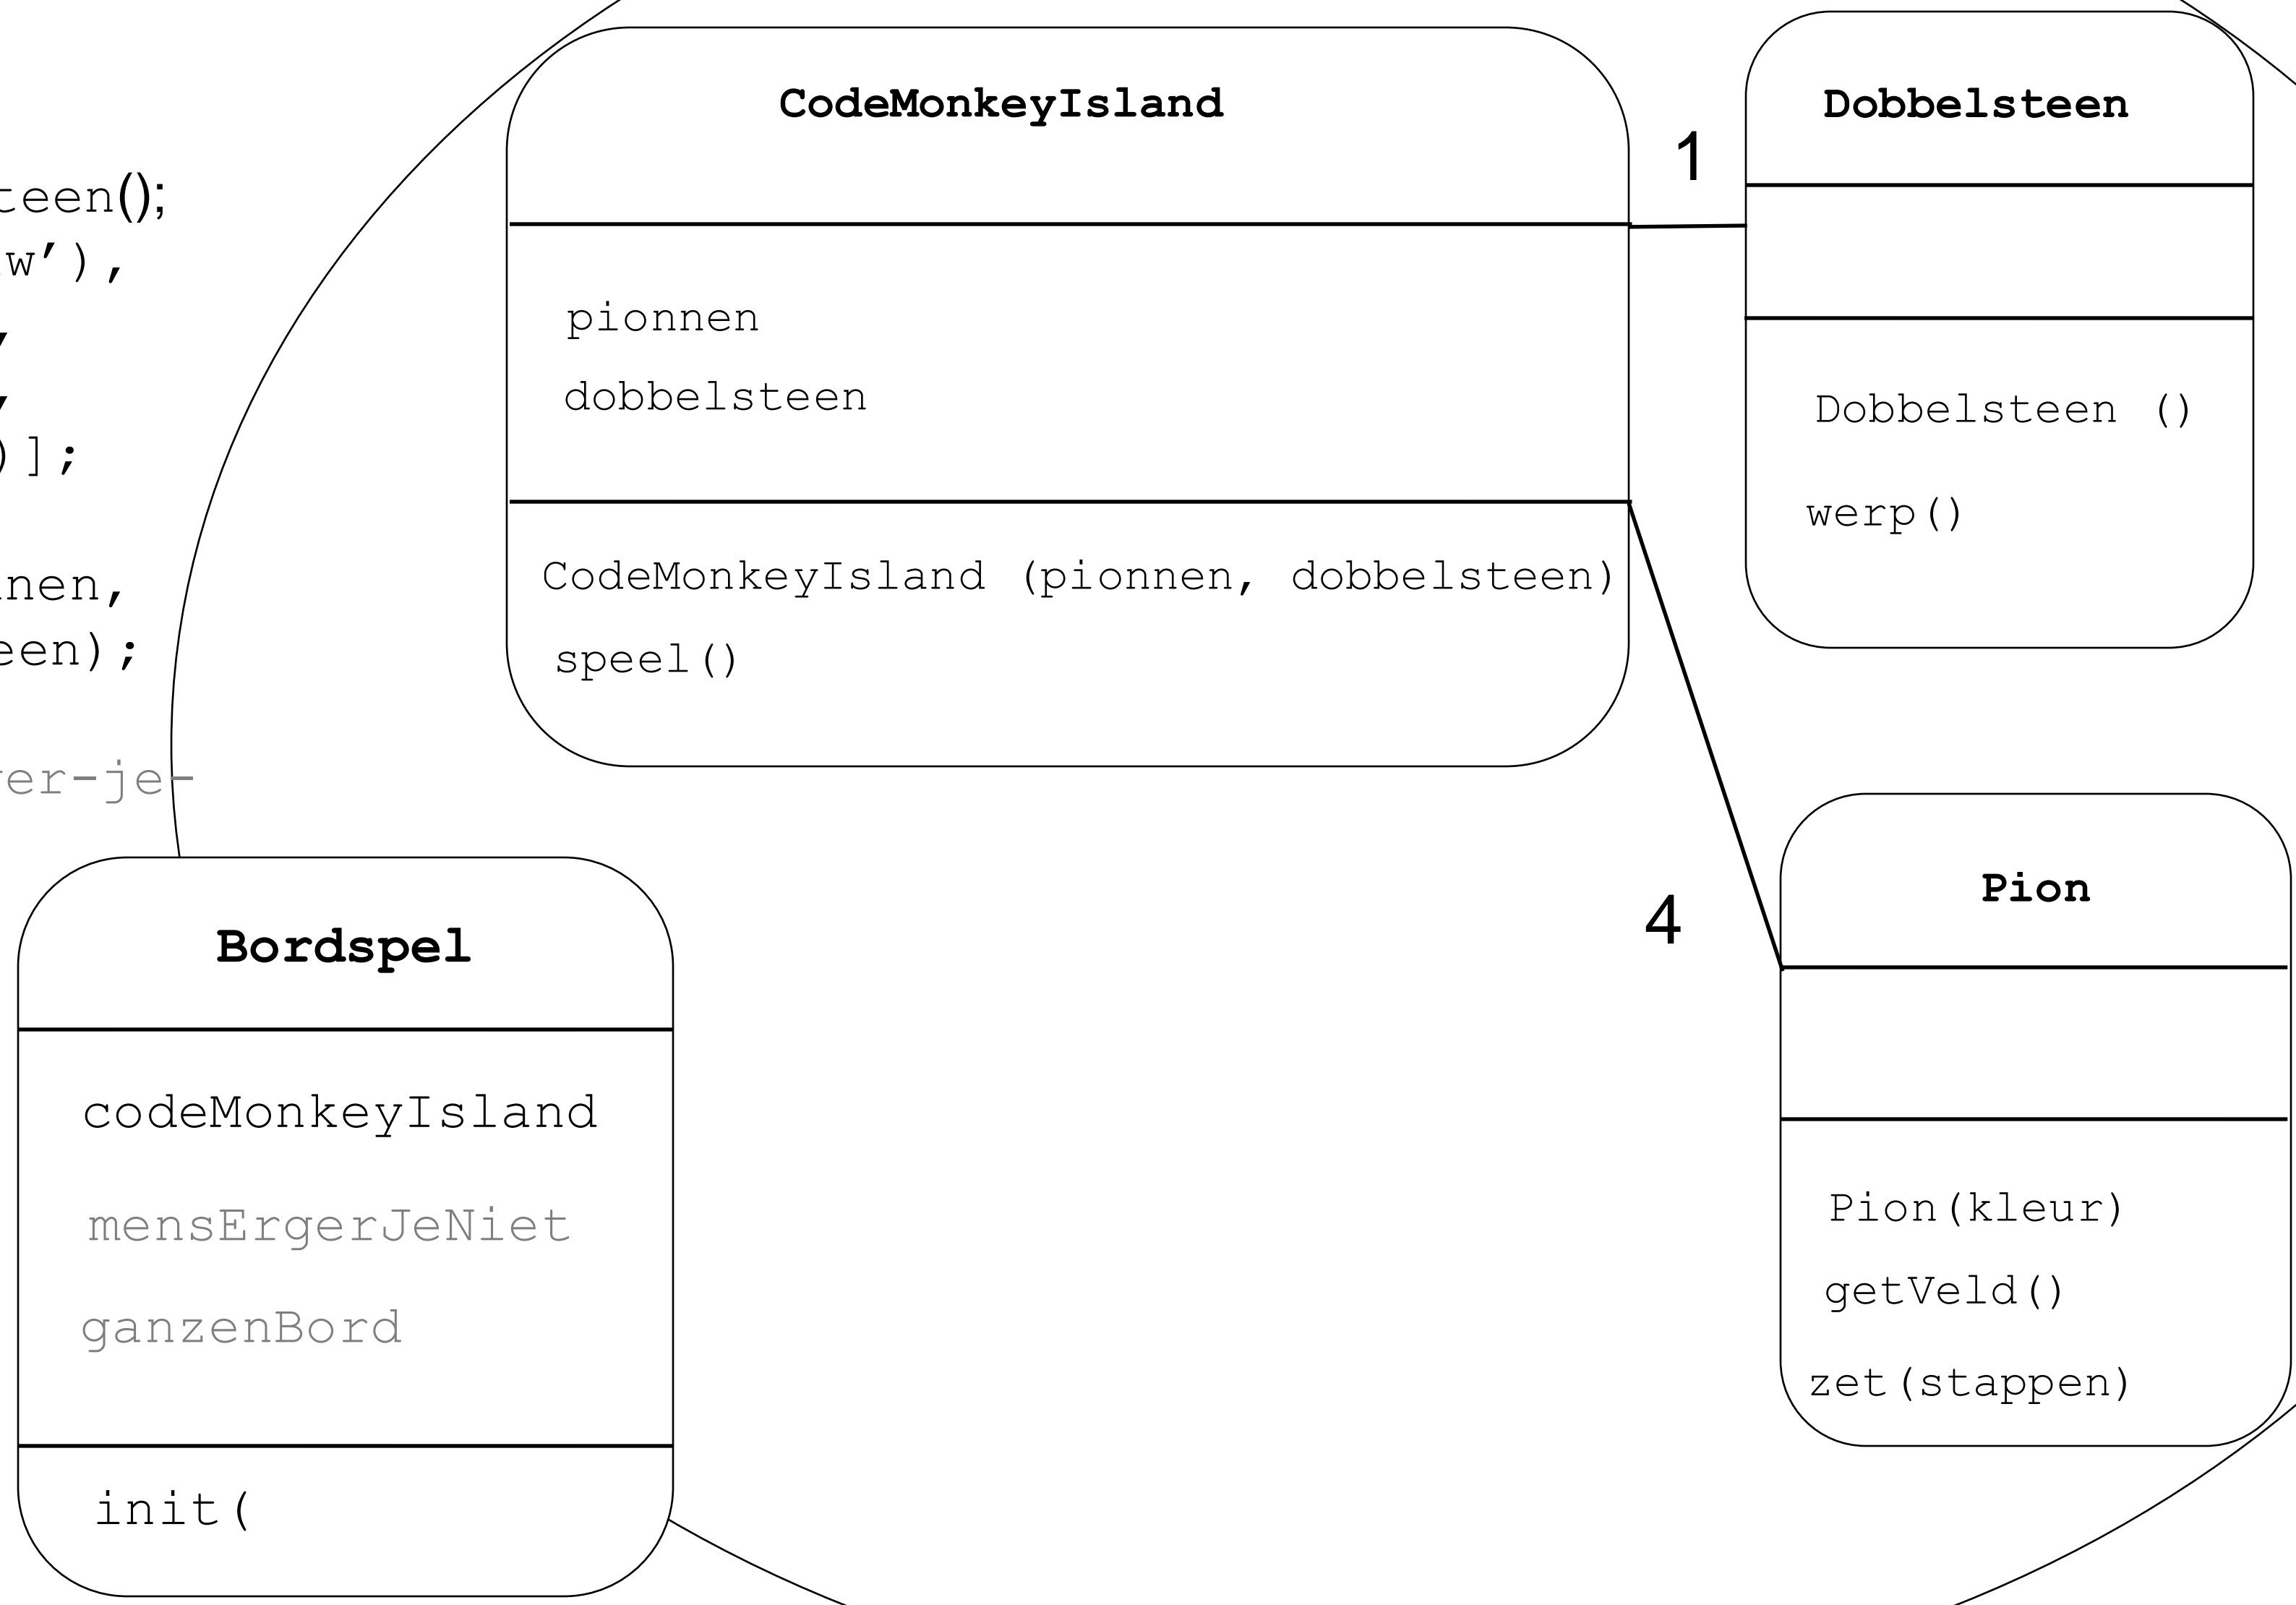 teen();
w’),
)];
nen,
een);
er-je-
CodeMonkeyIsland
pionnen
dobbelsteen
CodeMonkeyIsland (pionnen, dobbelsteen)
speel()
1
Dobbelsteen
Dobbelsteen ()
werp()
4
Pion
Pion(kleur)
getVeld()
zet(stappen)
Bordspel
codeMonkeyIsland
mensErgerJeNiet
ganzenBord
init(